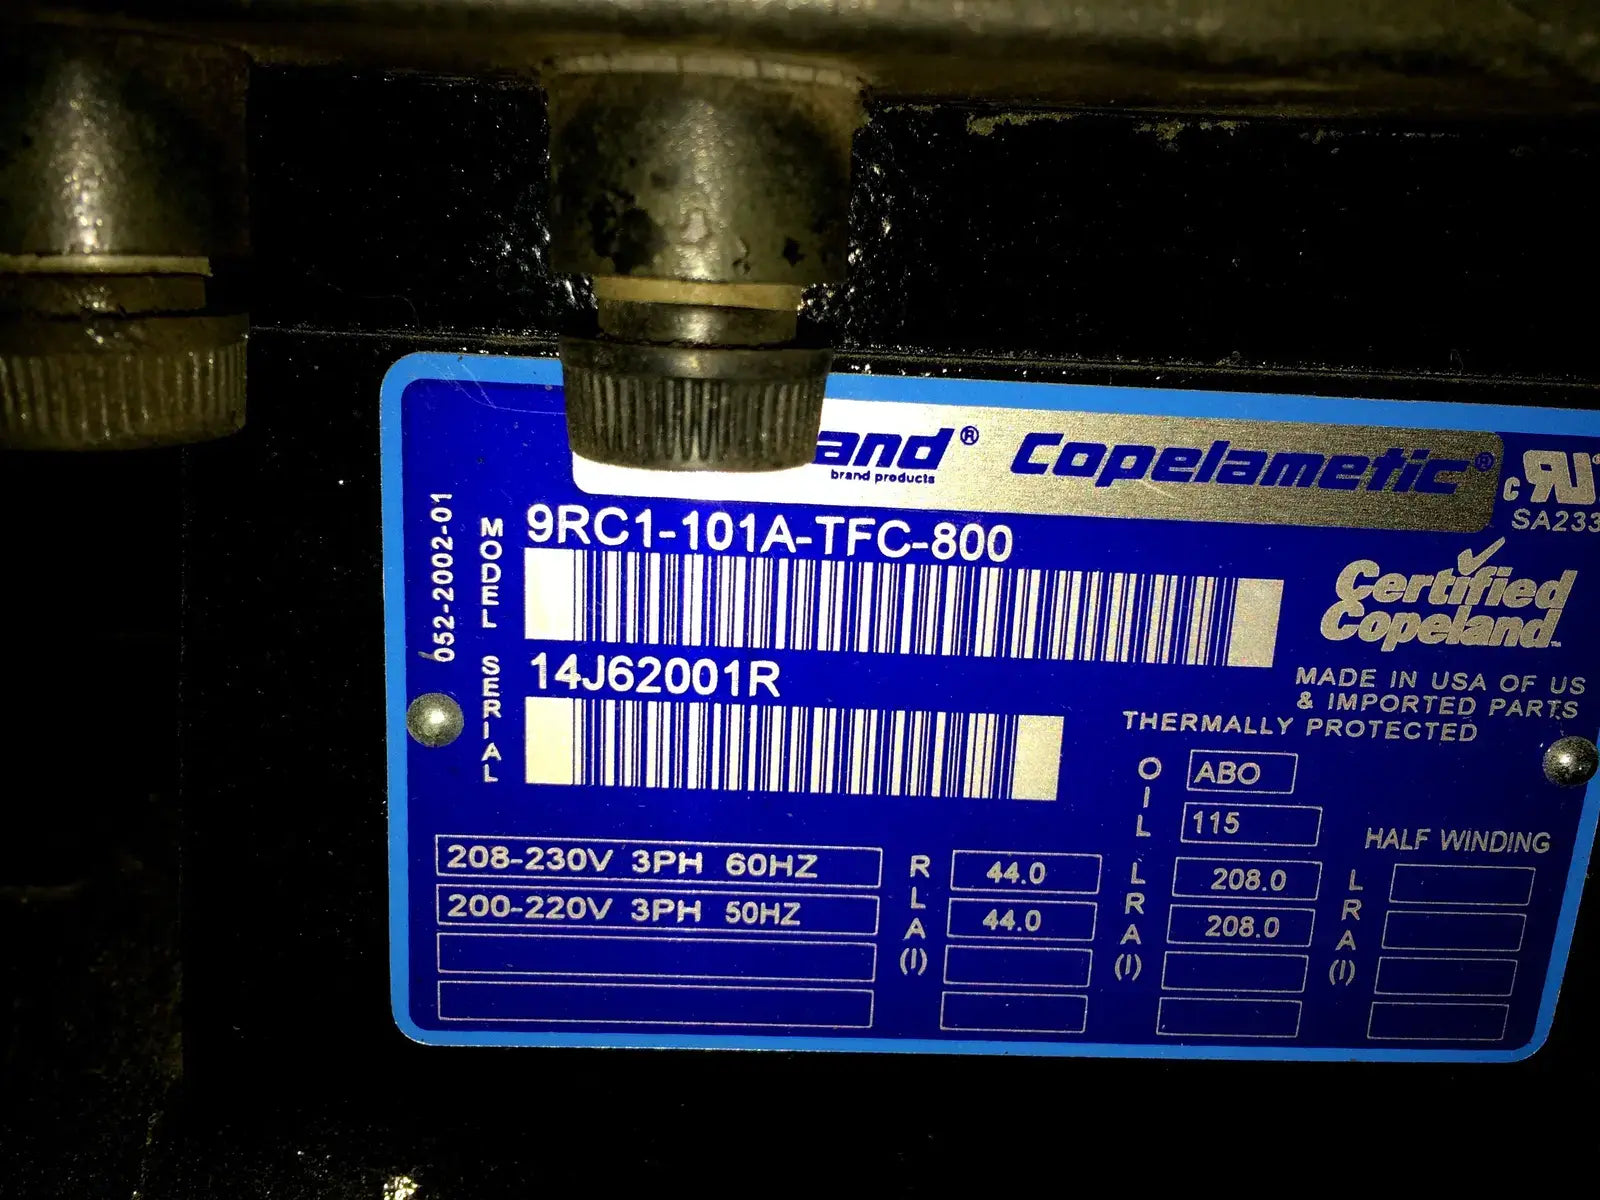 and® Copelametic®
brand products
c RU®
SA233
052-2002-01
MODEL
9RC1-101A-TFC-800
Certified
Copeland™
SERIAL
14J62001R
MADE IN USA OF US
& IMPORTED PARTS
THERMALLY PROTECTED
OIL
ABO
115
HALF WINDING
208-230V 3PH 60HZ
RLA(I)
44.0
LRA(I)
208.0
LRA(I)
200-220V 3PH 50HZ
44.0
208.0